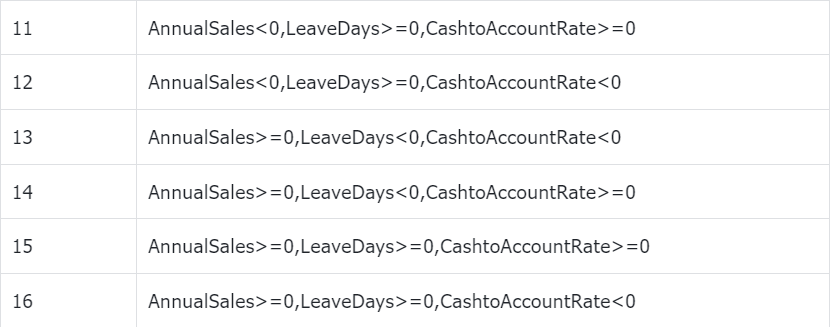 11 AnnualSales<0,LeaveDays>=0,CashtoAccountRate>=0
12 AnnualSales<0,LeaveDays>=0,CashtoAccountRate<0
13 AnnualSales>=0,LeaveDays<0,CashtoAccountRate<0
14 AnnualSales>=0,LeaveDays<0,CashtoAccountRate>=0
15 AnnualSales>=0,LeaveDays>=0,CashtoAccountRate>=0
16 AnnualSales>=0,LeaveDays>=0,CashtoAccountRate<0